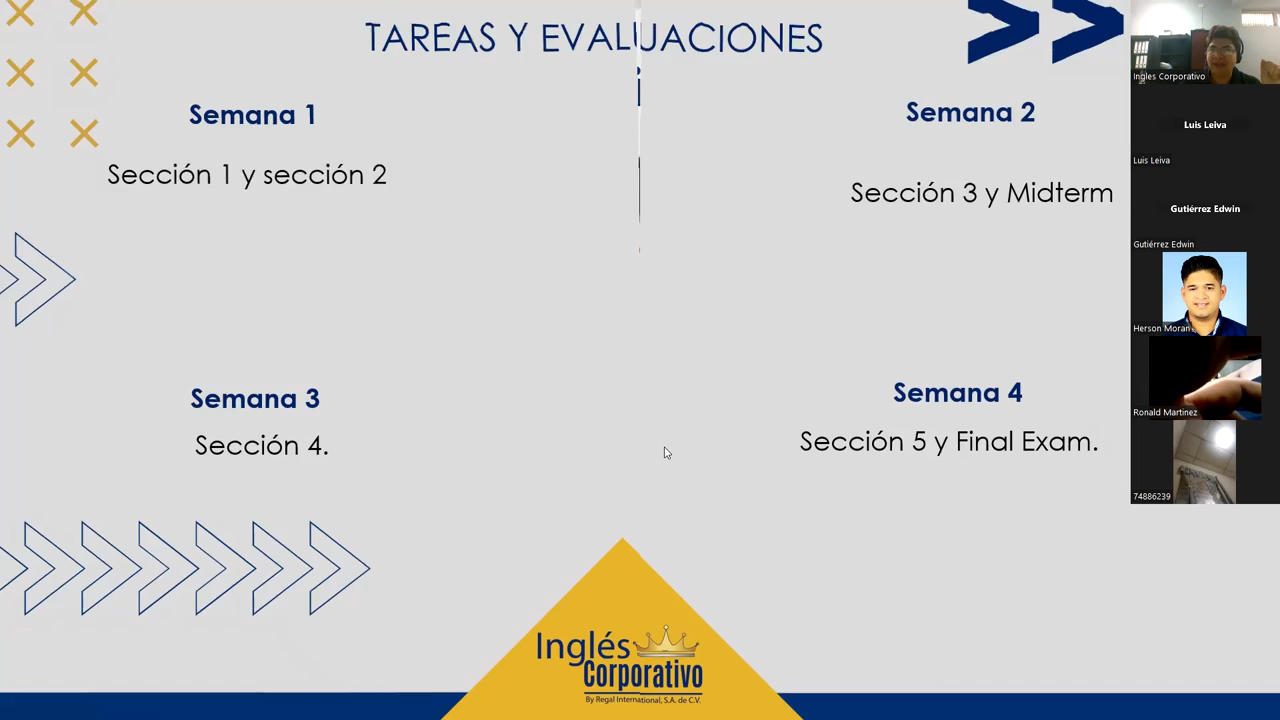 TAREAS Y EVALUACIONES
Semana 1
Sección 1 y sección 2
Semana 2
Sección 3 y Midterm
Semana 3
Sección 4.
Semana 4
Sección 5 y Final Exam.
Inglés
Corporativo
By Regal International, S.A. de C.V.
Ingles Corporativo
Luis Leiva
Luis Leiva
Gutiérrez Edwin
Gutiérrez Edwin
Herson Moran
Ronald Martinez
74886239